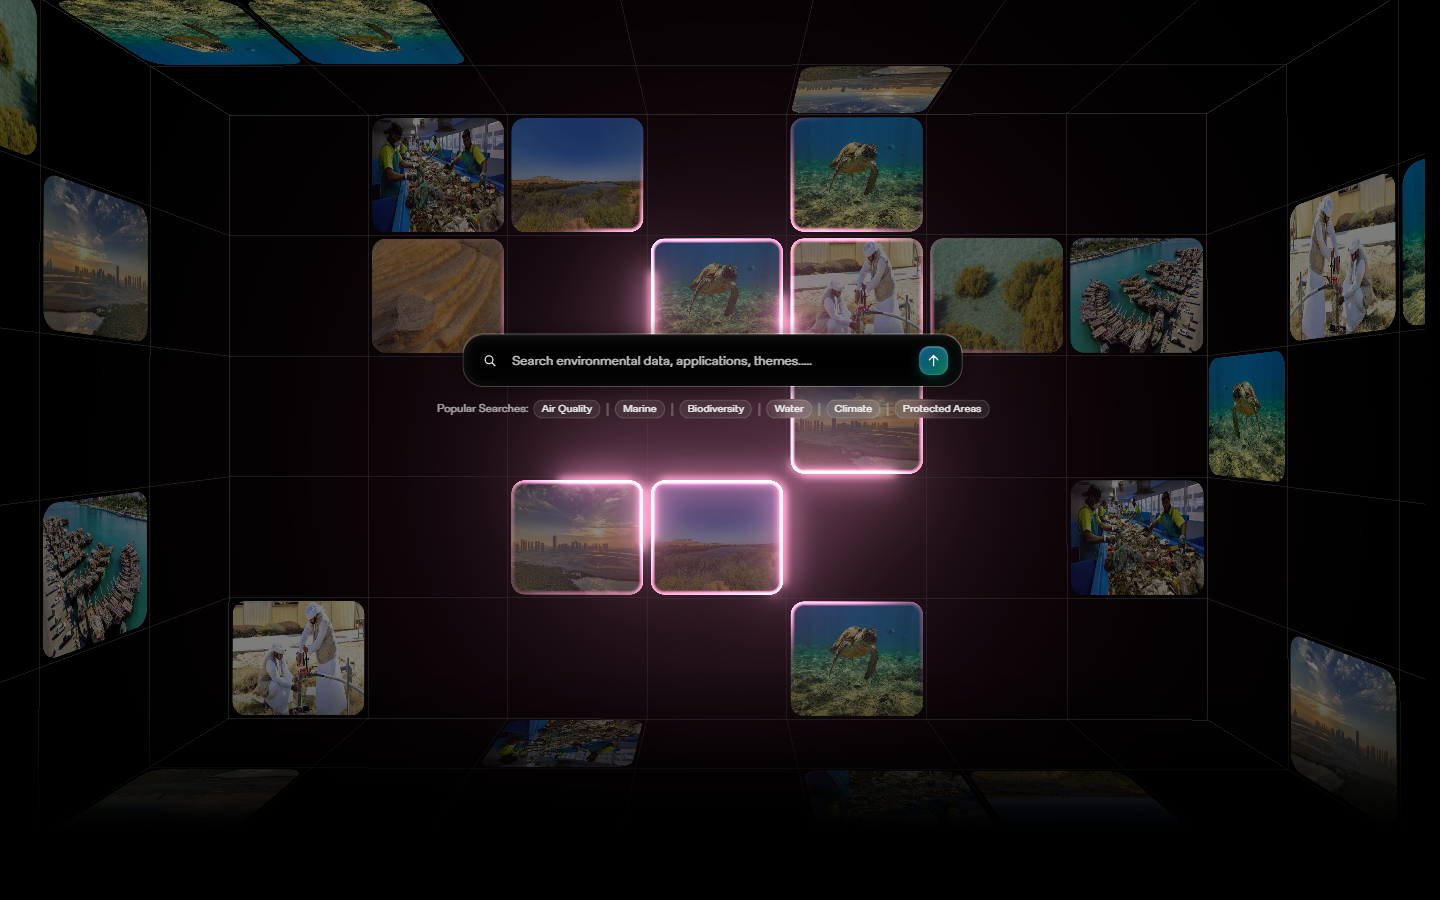 Search environmental data, applications, themes.....
Popular Searches: Air Quality | Marine | Biodiversity | Water | Climate | Protected Areas